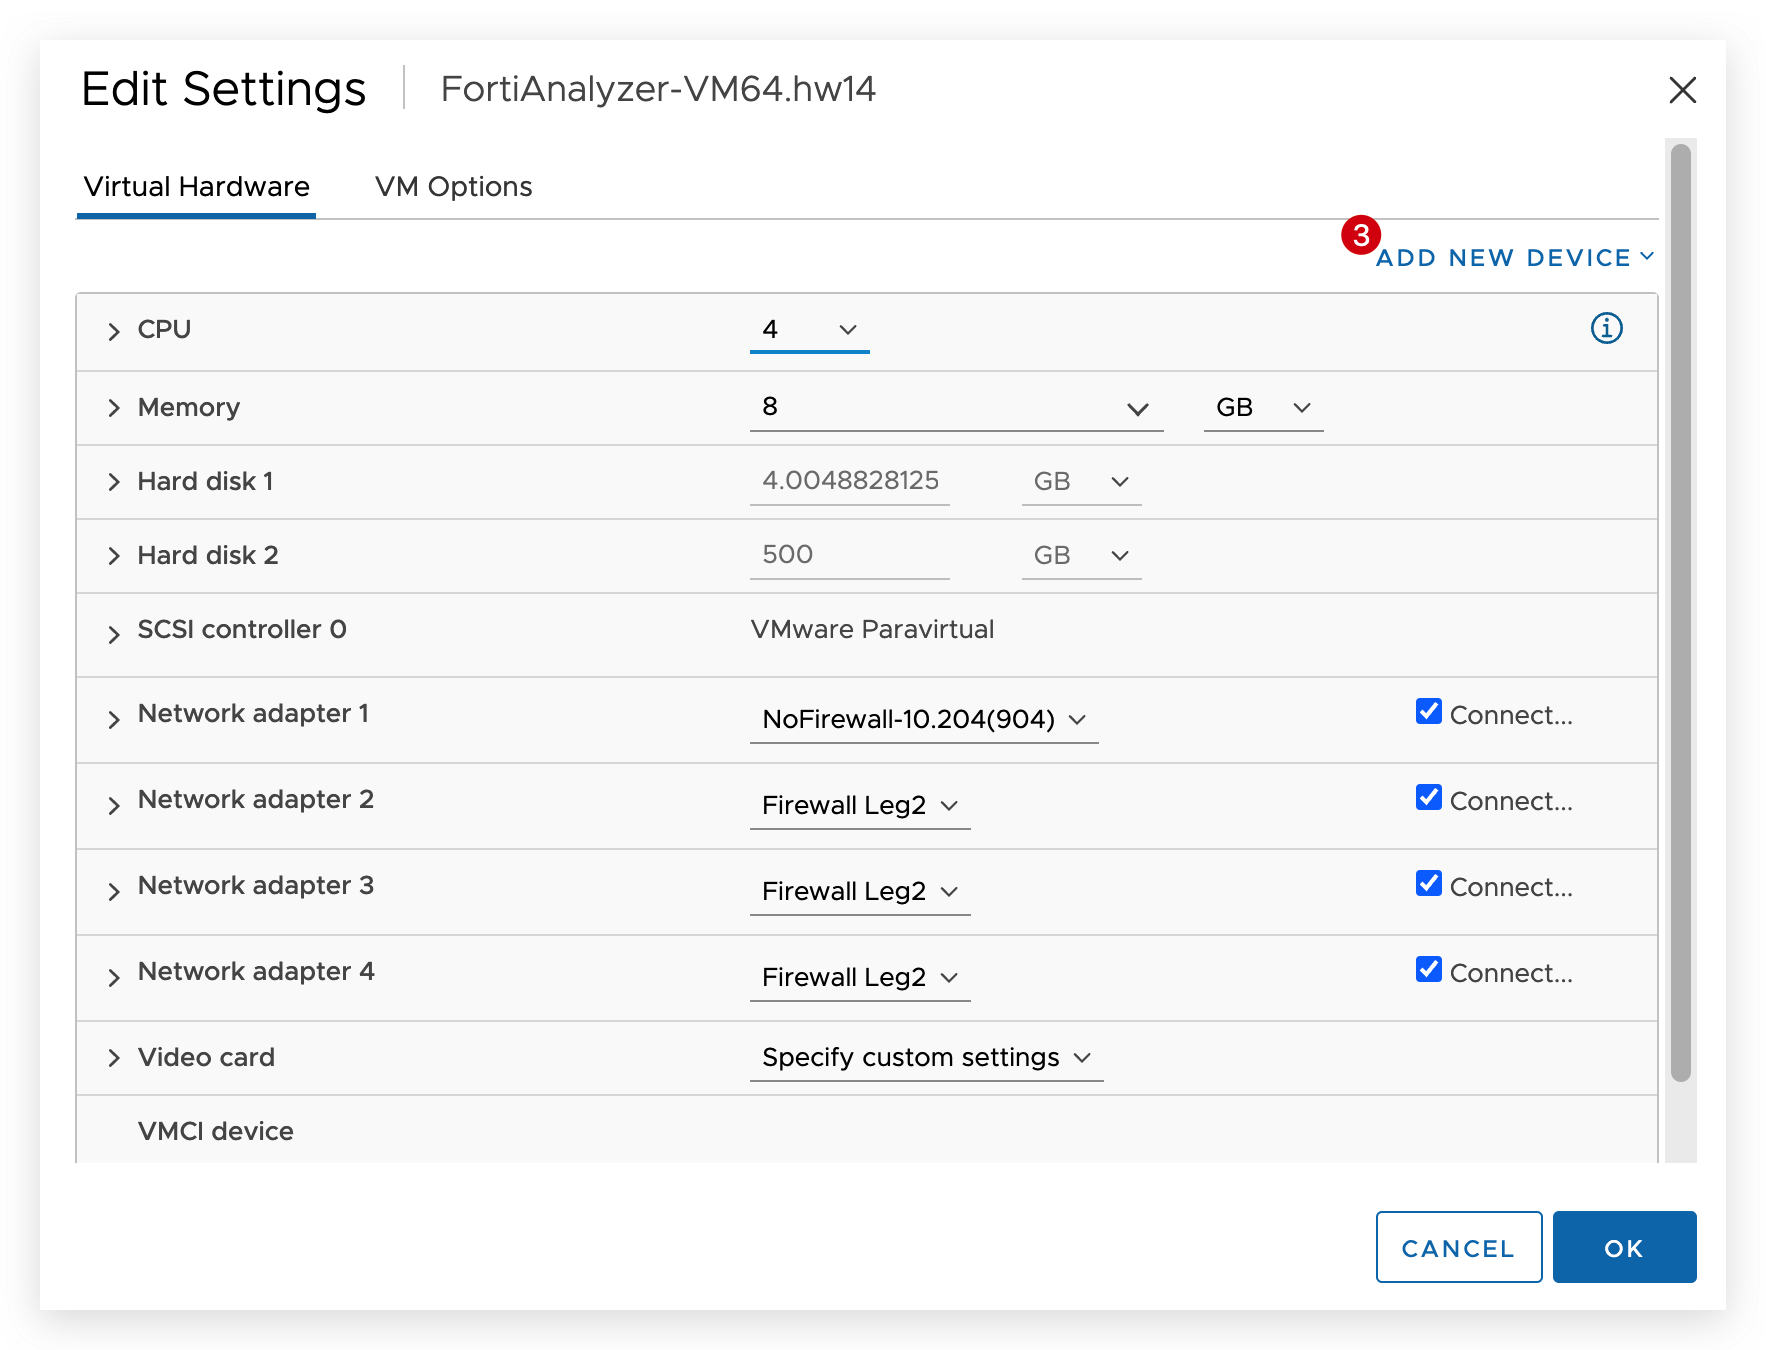 Edit Settings FortiAnalyzer-VM64.hw14
Virtual Hardware VM Options
3
ADD NEW DEVICE
CPU 4
Memory 8 GB
Hard disk 1 4.0048828125 GB
Hard disk 2 500 GB
SCSI controller 0 VMware Paravirtual
Network adapter 1 NoFirewall-10.204(904) Connect...
Network adapter 2 Firewall Leg2 Connect...
Network adapter 3 Firewall Leg2 Connect...
Network adapter 4 Firewall Leg2 Connect...
Video card Specify custom settings
VMCI device
CANCEL OK